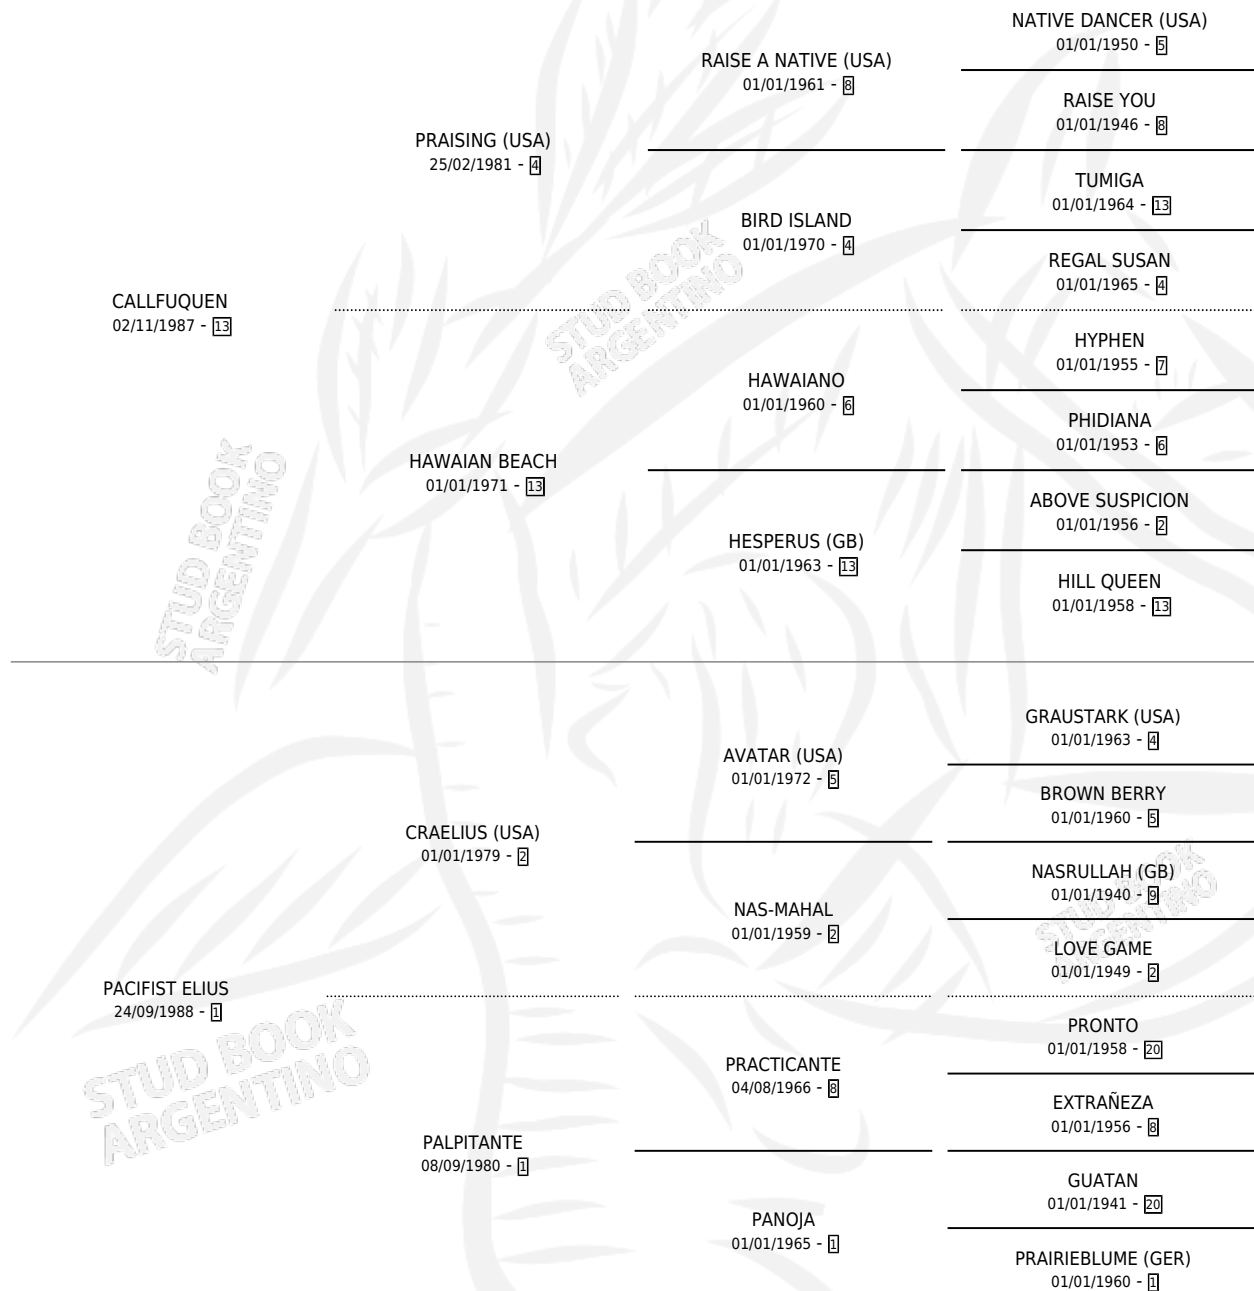 NATIVE DANCER (USA)
01/01/1950 - 5
RAISE A NATIVE (USA)
01/01/1961 - 8
RAISE YOU
01/01/1946 - 8
PRAISING (USA)
25/02/1981 - 4
TUMIGA
01/01/1964 - 13
BIRD ISLAND
01/01/1970 - 4
REGAL SUSAN
01/01/1965 - 4
CALLFUQUEN
02/11/1987 - 13
HYPHEN
01/01/1955 - 7
HAWAIANO
01/01/1960 - 6
PHIDIANA
01/01/1953 - 6
HAWAIAN BEACH
01/01/1971 - 13
ABOVE SUSPICION
01/01/1956 - 2
HESPERUS (GB)
01/01/1963 - 13
HILL QUEEN
01/01/1958 - 13
GRAUSTARK (USA)
01/01/1963 - 4
AVATAR (USA)
01/01/1972 - 5
BROWN BERRY
01/01/1960 - 5
CRAELIUS (USA)
01/01/1979 - 2
NASRULLAH (GB)
01/01/1940 - 9
NAS-MAHAL
01/01/1959 - 2
LOVE GAME
01/01/1949 - 2
PACIFIST ELIUS
24/09/1988 - 1
PRONTO
01/01/1958 - 20
PRACTICANTE
04/08/1966 - 8
EXTRAÑEZA
01/01/1956 - 8
PALPITANTE
08/09/1980 - 1
GUATAN
01/01/1941 - 20
PANOJA
01/01/1965 - 1
PRAIRIEBLUME (GER)
01/01/1960 - 1
STUD BOOK
ARGENTINO
STUD BOOK
ARGENTINO
STUD BOOK
ARGENTINO
STUD BOOK
ARGENTINO